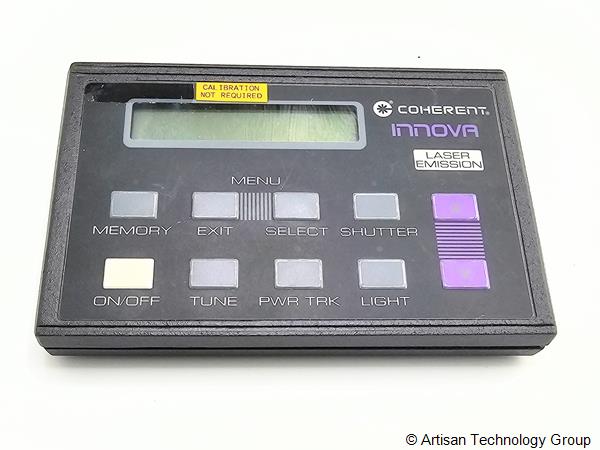 CALIBRATION
NOT REQUIRED
COHERENT®
INNOVA
LASER
EMISSION
MENU
MEMORY EXIT SELECT SHUTTER
ON/OFF TUNE PWR TRK LIGHT
© Artisan Technology Group